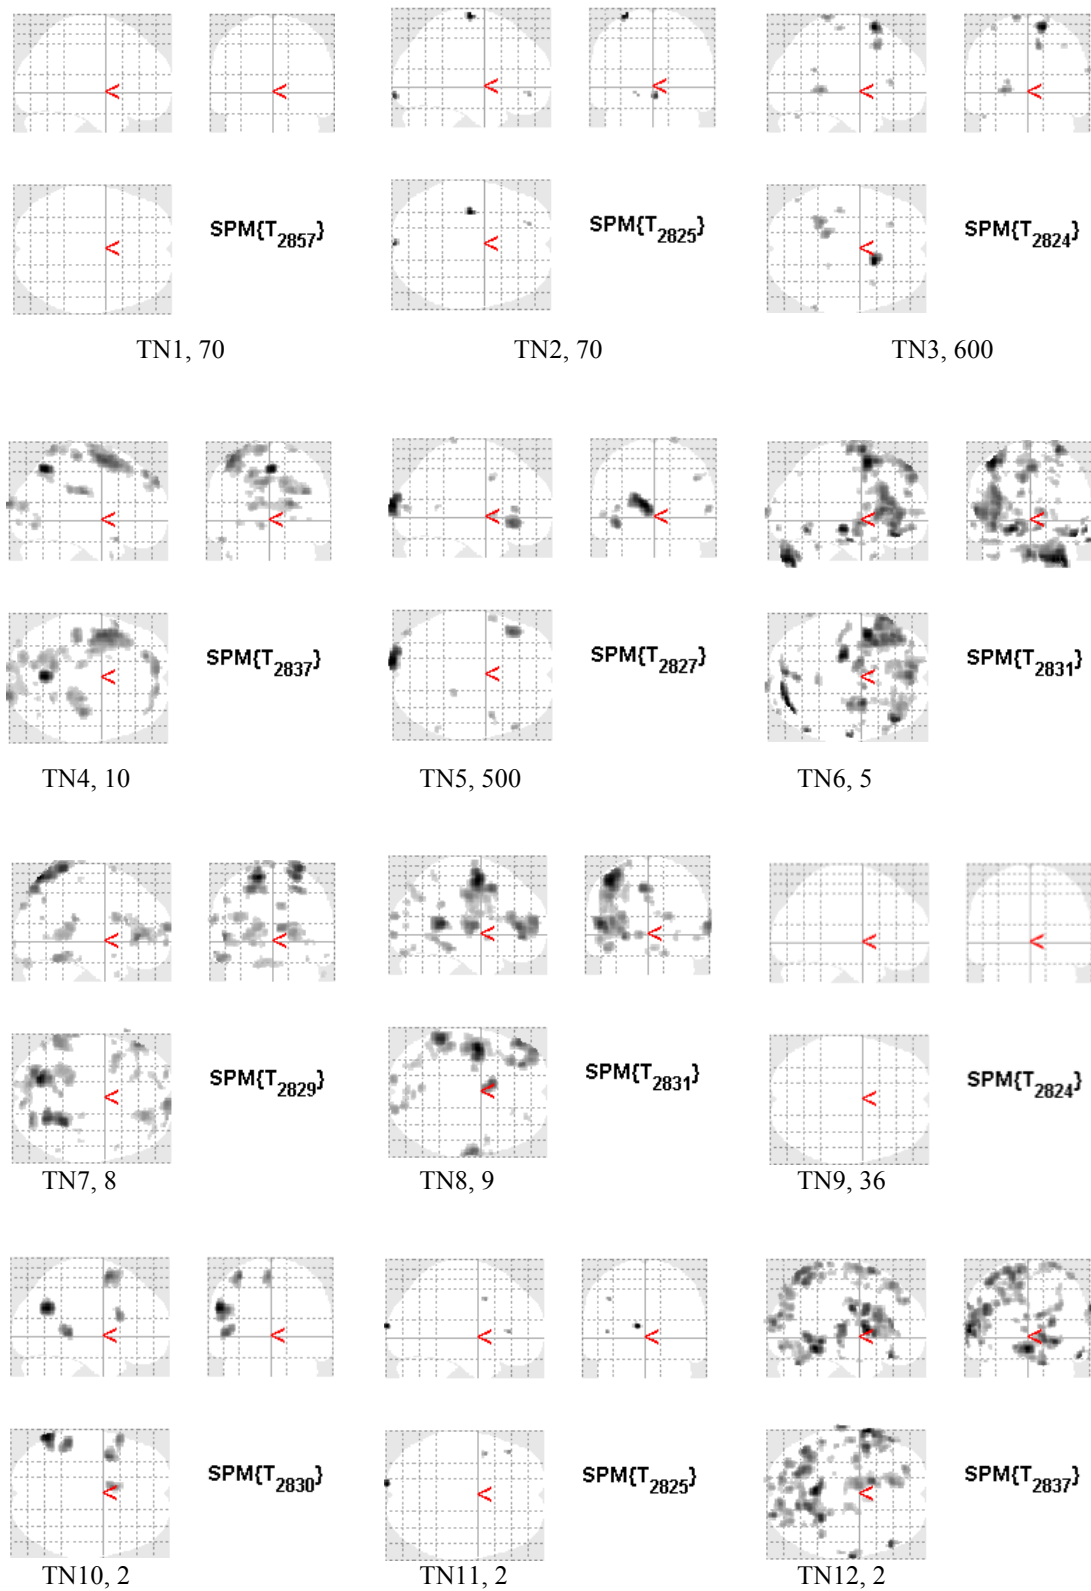 SPM{T2857}
SPM{T2825}
SPM{T2824}
TN1, 70
TN2, 70
TN3, 600
SPM{T2837}
SPM{T2827}
SPM{T2831}
TN4, 10
TN5, 500
TN6, 5
SPM{T2829}
SPM{T2831}
SPM{T2824}
TN7, 8
TN8, 9
TN9, 36
SPM{T2830}
SPM{T2825}
SPM{T2837}
TN10, 2
TN11, 2
TN12, 2